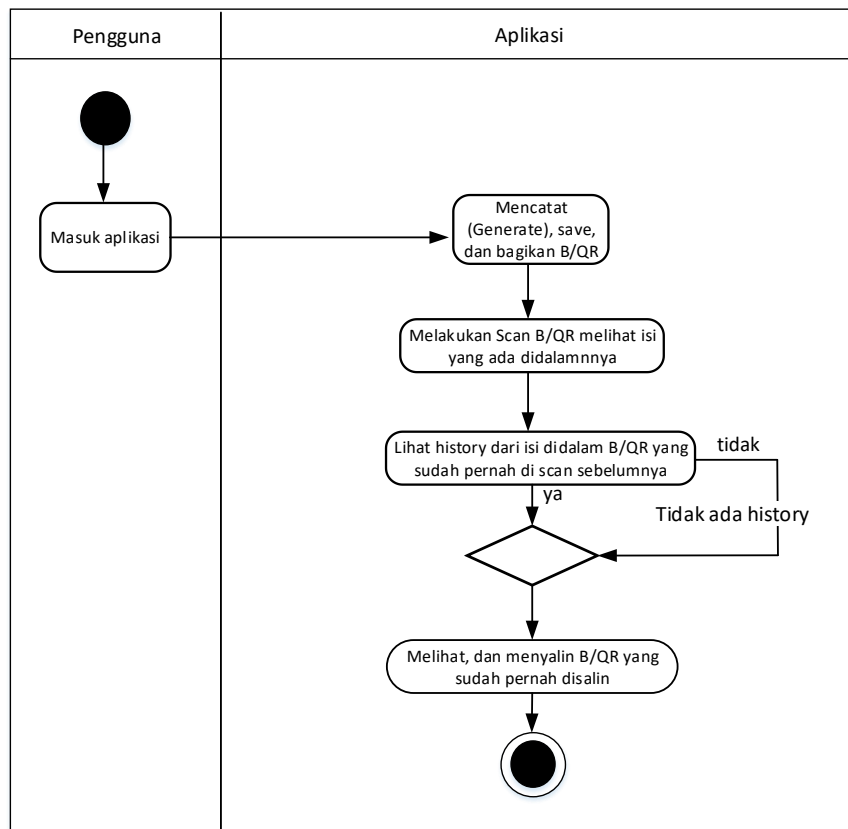 Pengguna
Aplikasi
Masuk aplikasi
Mencatat
(Generate), save,
dan bagikan B/QR
Melakukan Scan B/QR melihat isi
yang ada didalamnnya
Lihat history dari isi didalam B/QR yang
sudah pernah di scan sebelumnya
tidak
ya
Tidak ada history
Melihat, dan menyalin B/QR yang
sudah pernah disalin